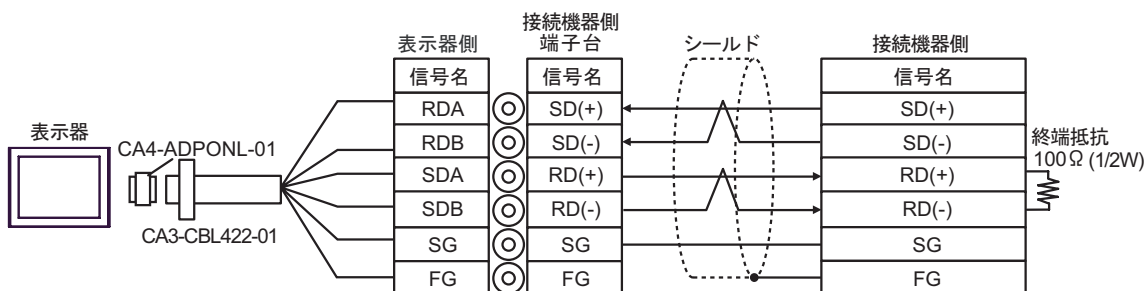 表示器
CA4-ADPONL-01
CA3-CBL422-01
表示器側
信号名
RDA
RDB
SDA
SDB
SG
FG
接続機器側
端子台
信号名
SD(+)
SD(-)
RD(+)
RD(-)
SG
FG
シールド
接続機器側
信号名
SD(+)
SD(-)
RD(+)
RD(-)
SG
FG
終端抵抗
100Ω (1/2W)